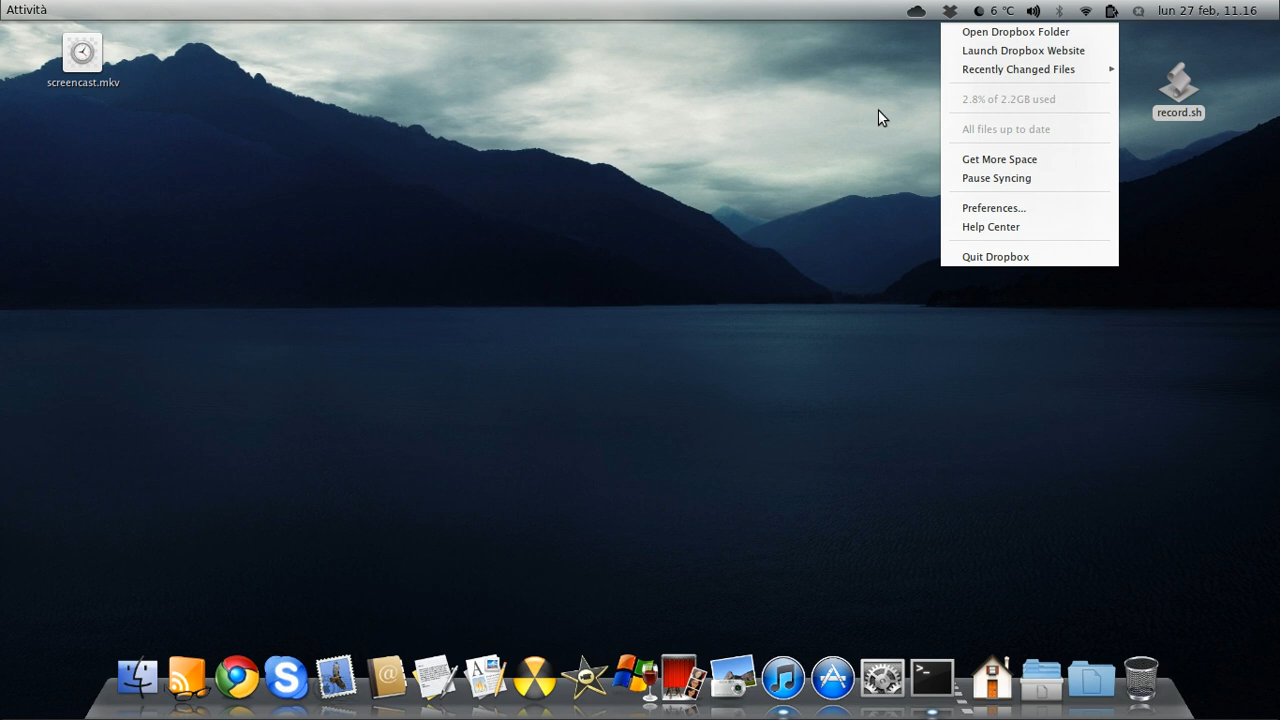 Attività
6 °C
lun 27 feb, 11.16
screencast.mkv
Open Dropbox Folder
Launch Dropbox Website
Recently Changed Files
2.8% of 2.2GB used
All files up to date
Get More Space
Pause Syncing
Preferences...
Help Center
Quit Dropbox
record.sh